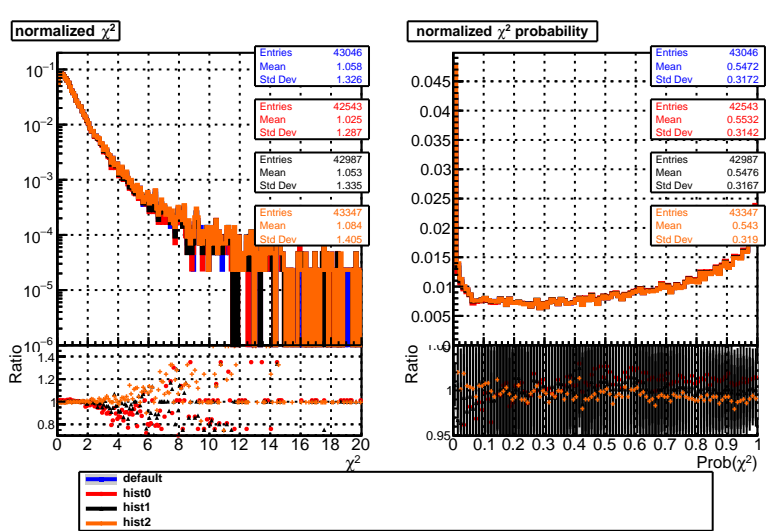 normalized χ²
Entries 43046
Mean 1.058
Std Dev 1.326
Entries 42543
Mean 1.025
Std Dev 1.287
Entries 42987
Mean 1.053
Std Dev 1.335
Entries 43347
Mean 1.084
Std Dev 1.405
10⁻¹
10⁻²
10⁻³
10⁻⁴
10⁻⁵
10⁻⁶
Ratio
1.4
1.2
1
0.8
0 2 4 6 8 10 12 14 16 18 20
χ²
normalized χ² probability
Entries 43046
Mean 0.5472
Std Dev 0.3172
Entries 42543
Mean 0.5532
Std Dev 0.3142
Entries 42987
Mean 0.5476
Std Dev 0.3167
Entries 43347
Mean 0.543
Std Dev 0.319
0.045
0.04
0.035
0.03
0.025
0.02
0.015
0.01
0.005
Ratio
1
0.95
0 0.1 0.2 0.3 0.4 0.5 0.6 0.7 0.8 0.9 1
Prob(χ²)
default
hist0
hist1
hist2